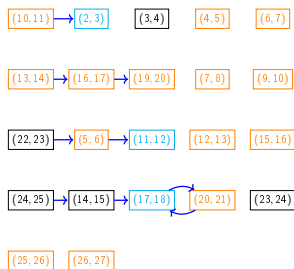 (10, 11) (2, 3) (3, 4) (4, 5) (6, 7)
(13, 14) (16, 17) (19, 20) (7, 8) (9, 10)
(22, 23) (5, 6) (11, 12) (12, 13) (15, 16)
(24, 25) (14, 15) (17, 18) (20, 21) (23, 24)
(25, 26) (26, 27)